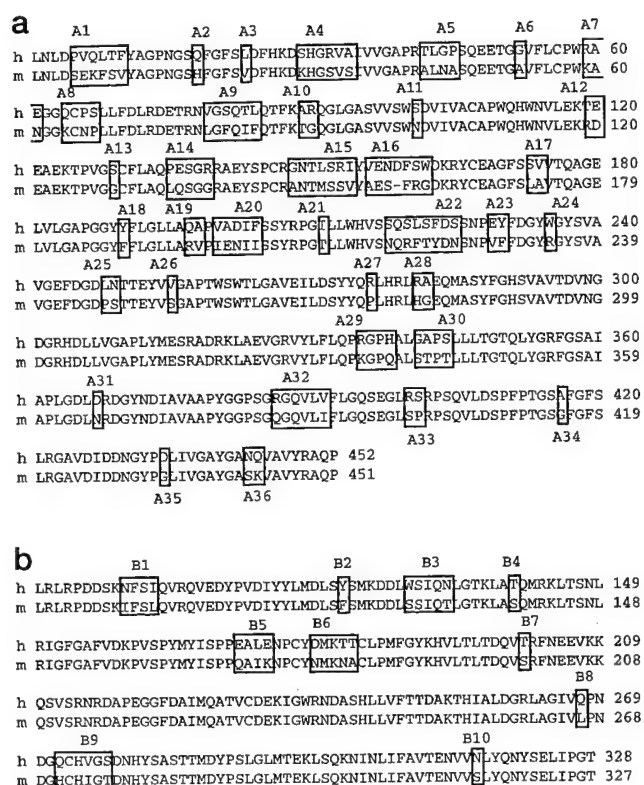 a
A1 A2 A3 A4 A5 A6 A7
h LNLDPVQLTFYAGPNGSQFGFSLDFHKDSHGRVAIVVGAPRTLGPSQEETGGVFLCPWRA 60
m LNLDSEKFSVYAGPNGSHFGFSVDFHKDKHGSVSIVVGAPRALNASQEETGAVFLCPWKA 60
A8 A9 A10 A11 A12
h EGGQCPSLLFDLRDETRNVGSQTLQTFKARQGLGASVVSWSDVIVACAPWQHWNVLEKTE 120
m NGGKCNPLLFDLRDETRNLGFQIFQTFKTGQGLGASVVSWNDVIVACAPWQHWNVLEKRD 120
A13 A14 A15 A16 A17
h EAEKTPVGSCFLAQPESGRRAEYSPCRGNTLSRIYVENDFSWDKRYCEAGFSSVVTQAGE 180
m EAEKTPVGGCFLAQLQSGGRAEYSPCRANTMSSVYAES-FRGDKRYCEAGFSLAVTQAGE 179
A18 A19 A20 A21 A22 A23 A24
h LVLGAPGGYYFLGLLAQAPVADIFSSYRPGTLLWHVSSQSLSFDSSNPEYFDGYWGYSVA 240
m LVLGAPGGYFFLGLLARVPIENIISSYRPGTLLWHVSNQRFTYDNSNPVFFDGYRGYSVA 239
A25 A26 A27 A28
h VGEFDGDLNTTEYVVGAPTWSWTLGAVEILDSYYQRLHRLRAEQMASYFGHSVAVTDVNG 300
m VGEFDGDPSTTEYVSGAPTWSWTLGAVEILDSYYQPLHRLHGEQMASYFGHSVAVTDVNG 299
A29 A30
h DGRHDLLVGAPLYMESRADRKLAEVGRVYLFLQPRGPHALGAPSLLLTGTQLYGRFGSAI 360
m DGRHDLLVGAPLYMESRADRKLAEVGRVYLFLQPKGPQALSTPTLLLTGTQLYGRFGSAI 359
A31 A32
h APLGDLDRDGYNDIAVAAPYGGPSGRGQVLVFLGQSEGLRSRPSQVLDSPFPTGSAFGFS 420
m APLGDLNRDGYNDIAVAAPYGGPSGQGQVLIFLGQSEGLSPRPSQVLDSPFPTGSGFGFS 419
A33 A34
h LRGAVDIDDNGYPDLIVGAYGANQVAVYRAQP 452
m LRGAVDIDDNGYPGLIVGAYGASKVAVYRAQP 451
A35 A36
b
B1 B2 B3 B4
h LRLRPDDSKNFSIQVRQVEDYPVDIYYLMDLSYSMKDDLWSIQNLGTKLATQMRKLTSNL 149
m LRLRPDDSKIFSLQVRQVEDYPVDIYYLMDLSFSMKDDLSSIQTLGTKLASQMRKLTSNL 148
B5 B6 B7
h RIGFGAFVDKPVSPYMYISPPEALENPCYDMKTTCLPMFGYKHVLTLTDQVTRFNEEVKK 209
m RIGFGAFVDKPVSPYMYISPPQAIKNPCYNMKNACLPMFGYKHVLTLTDQVSRFNEEVKK 208
B8
h QSVSRNRDAPEGGFDAIMQATVCDEKIGWRNDASHLLVFTTDAKTHIALDGRLAGIVQPN 269
m QSVSRNRDAPEGGFDAIMQATVCDEKIGWRNDASHLLVFTTDAKTHIALDGRLAGIVLPN 268
B9 B10
h DGQCHVGSDNHYSASTTMDYPSLGLMTEKLSQKNINLIFAVTENVVNLYQNYSELIPGT 328
m DGHCHIGTDNHYSASTTMDYPSLGLMTEKLSQKNINLIFAVTENVVSLYQNYSELIPGT 327